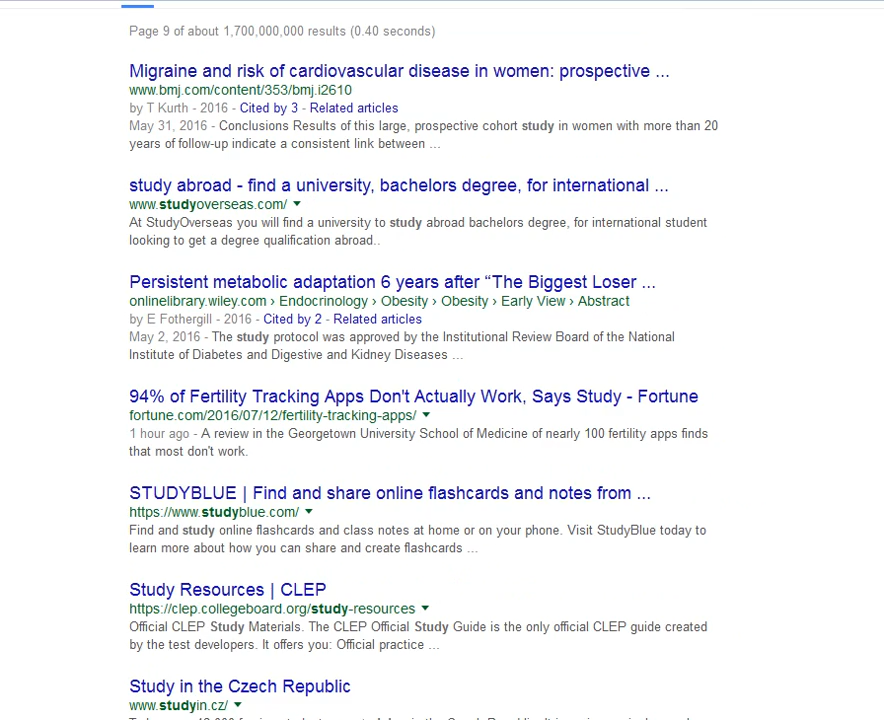 Page 9 of about 1,700,000,000 results (0.40 seconds)
Migraine and risk of cardiovascular disease in women: prospective ...
www.bmj.com/content/353/bmj.i2610
by T Kurth - 2016 - Cited by 3 - Related articles
May 31, 2016 - Conclusions Results of this large, prospective cohort study in women with more than 20
years of follow-up indicate a consistent link between ...
study abroad - find a university, bachelors degree, for international ...
www.studyoverseas.com/
At StudyOverseas you will find a university to study abroad bachelors degree, for international student
looking to get a degree qualification abroad..
Persistent metabolic adaptation 6 years after “The Biggest Loser ...
onlinelibrary.wiley.com › Endocrinology › Obesity › Obesity › Early View › Abstract
by E Fothergill - 2016 - Cited by 2 - Related articles
May 2, 2016 - The study protocol was approved by the Institutional Review Board of the National
Institute of Diabetes and Digestive and Kidney Diseases ...
94% of Fertility Tracking Apps Don't Actually Work, Says Study - Fortune
fortune.com/2016/07/12/fertility-tracking-apps/
1 hour ago - A review in the Georgetown University School of Medicine of nearly 100 fertility apps finds
that most don't work.
STUDYBLUE | Find and share online flashcards and notes from ...
https://www.studyblue.com/
Find and study online flashcards and class notes at home or on your phone. Visit StudyBlue today to
learn more about how you can share and create flashcards ...
Study Resources | CLEP
https://clep.collegeboard.org/study-resources
Official CLEP Study Materials. The CLEP Official Study Guide is the only official CLEP guide created
by the test developers. It offers you: Official practice ...
Study in the Czech Republic
www.studyin.cz/